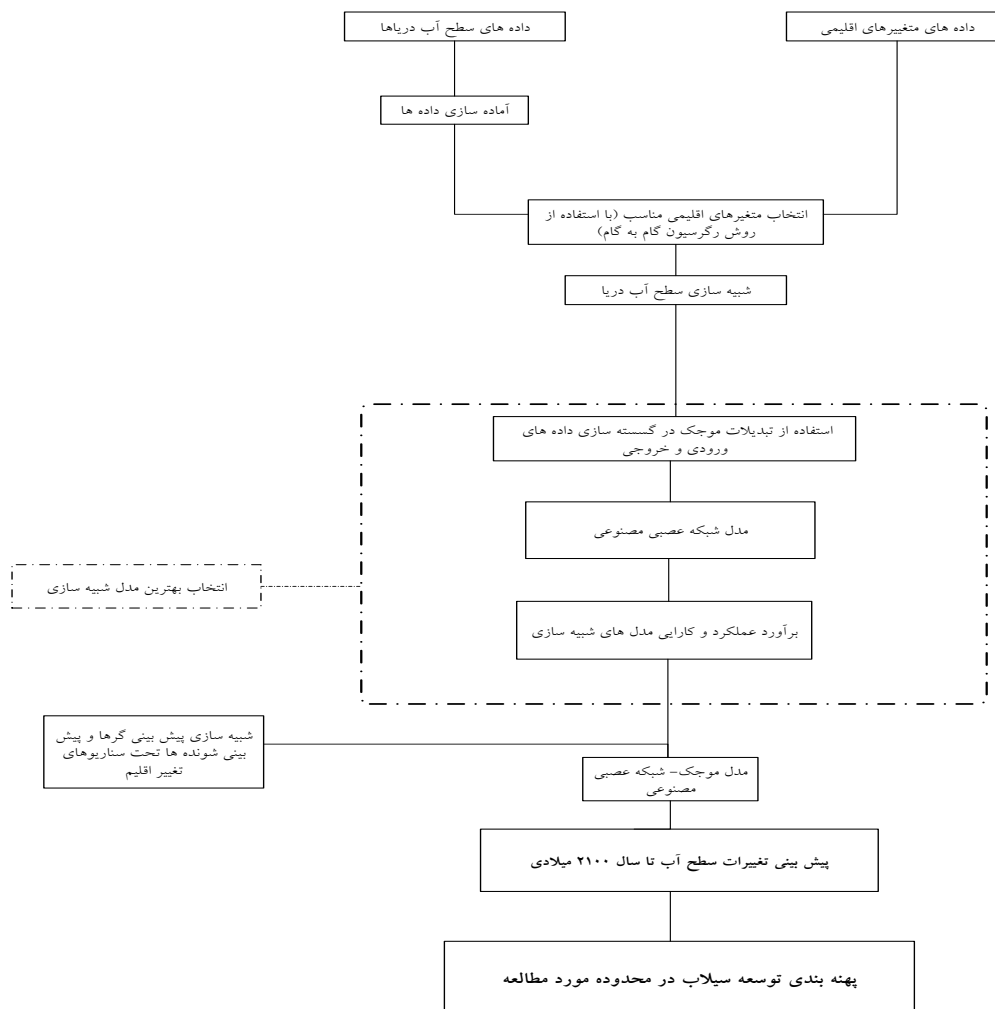 داده های متغییرهای اقلیمی
داده های سطح آب دریاها
آماده سازی داده ها
انتخاب متغیرهای اقلیمی مناسب (با استفاده از
روش رگرسیون گام به گام)
شبیه سازی سطح آب دریا
استفاده از تبدیلات موجک در گسسته سازی داده های
ورودی و خروجی
مدل شبکه عصبی مصنوعی
انتخاب بهترین مدل شبیه سازی
برآورد عملکرد و کارایی مدل های شبیه سازی
شبیه سازی پیش بینی گرها و پیش
بینی شونده ها تحت سناریوهای
تغییر اقلیم
مدل موجک- شبکه عصبی
مصنوعی
پیش بینی تغییرات سطح آب تا سال ۲۱۰۰ میلادی
پهنه بندی توسعه سیلاب در محدوده مورد مطالعه